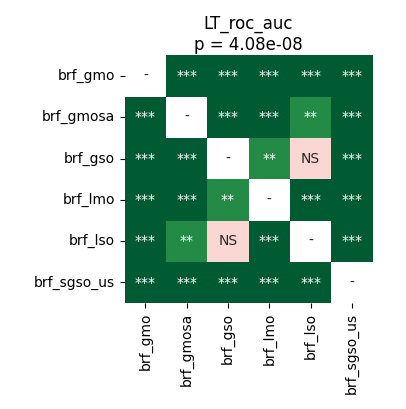 LT_roc_auc
p = 4.08e-08
brf_gmo - *** *** *** *** ***
brf_gmosa *** - *** *** ** ***
brf_gso *** *** - ** NS ***
brf_lmo *** *** ** - *** ***
brf_lso *** ** NS *** - ***
brf_sgso_us *** *** *** *** *** -
brf_gmo
brf_gmosa
brf_gso
brf_lmo
brf_lso
brf_sgso_us